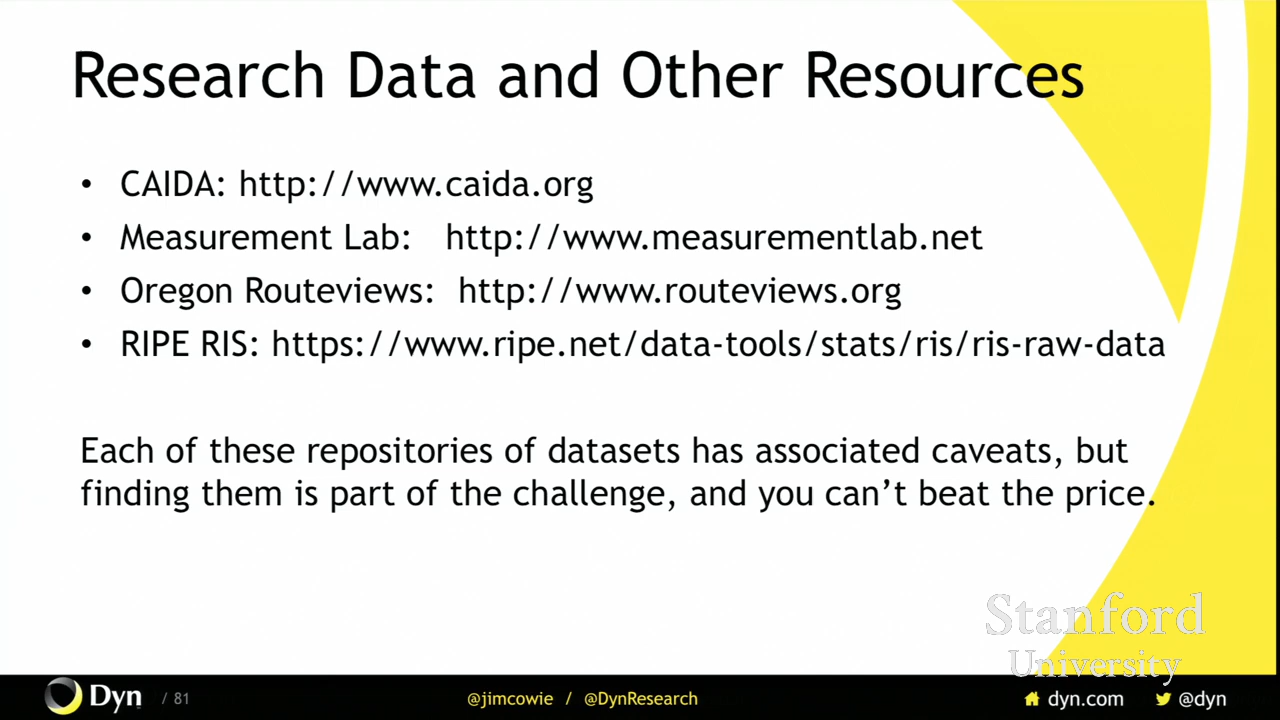 Research Data and Other Resources
• CAIDA: http://www.caida.org
• Measurement Lab: http://www.measurementlab.net
• Oregon Routeviews: http://www.routeviews.org
• RIPE RIS: https://www.ripe.net/data-tools/stats/ris/ris-raw-data
Each of these repositories of datasets has associated caveats, but
finding them is part of the challenge, and you can’t beat the price.
Stanford
University
Dyn / 81 @jimcowie / @DynResearch dyn.com @dyn